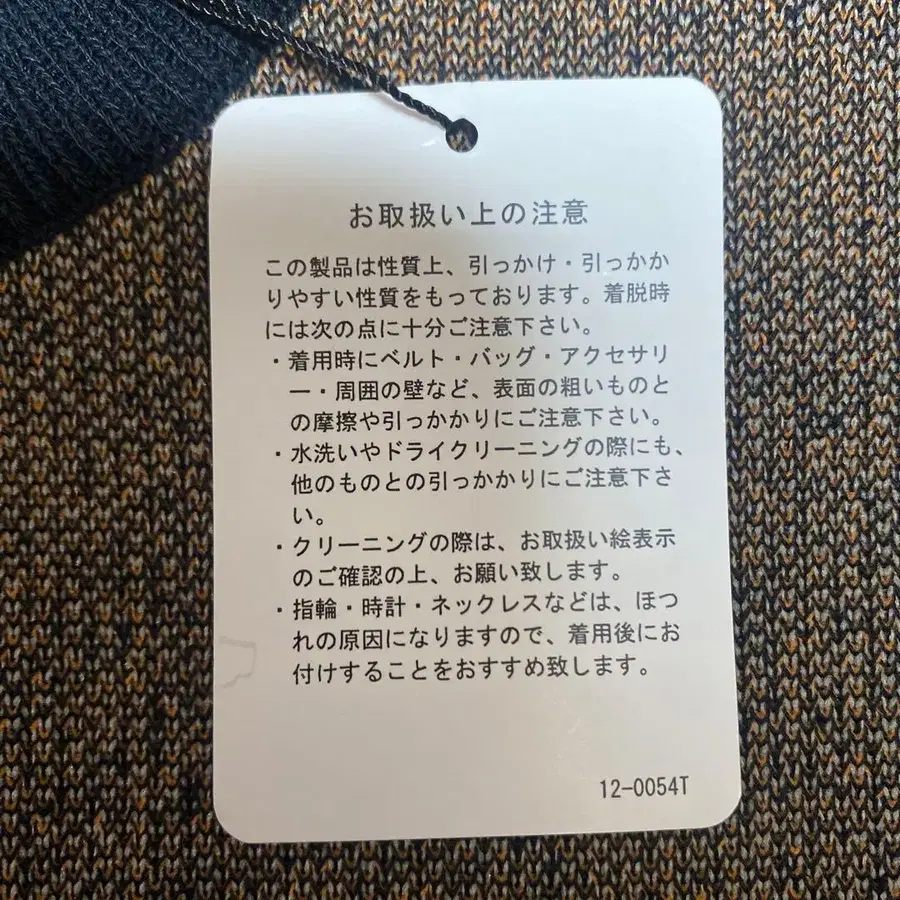 お取扱い上の注意
この製品は性質上、引っかけ・引っかか
りやすい性質をもっております。着脱時
には次の点に十分ご注意下さい。
・着用時にベルト・バッグ・アクセサリ
ー・周囲の壁など、表面の粗いものと
の摩擦や引っかかりにご注意下さい。
・水洗いやドライクリーニングの際にも、
他のものとの引っかかりにご注意下さ
い。
・クリーニングの際は、お取扱い絵表示
のご確認の上、お願い致します。
・指輪・時計・ネックレスなどは、ほつ
れの原因になりますので、着用後にお
付けすることをおすすめ致します。
12-0054T